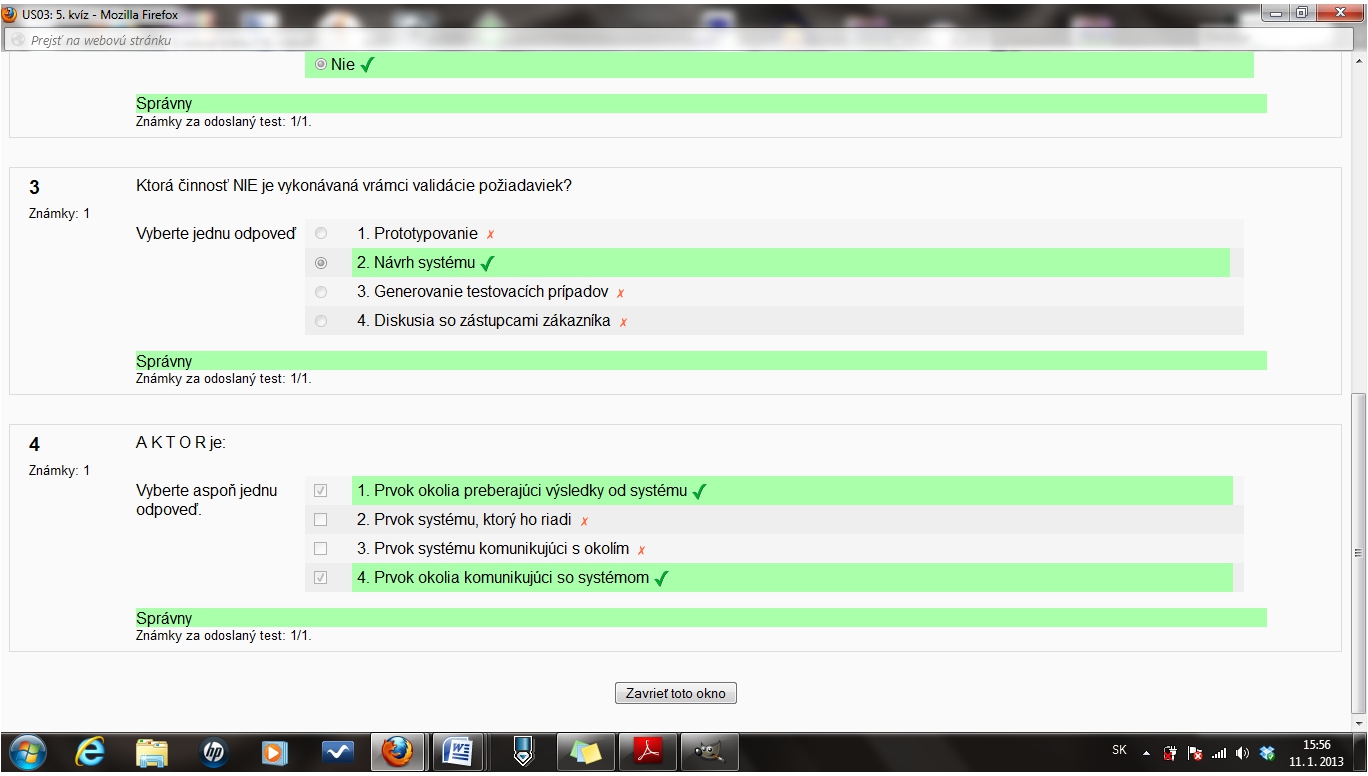 US03: 5. kvíz - Mozilla Firefox
Prejsť na webovú stránku
Nie
Správny
Známky za odoslaný test: 1/1.
3
Známky: 1
Ktorá činnosť NIE je vykonávaná vrámci validácie požiadaviek?
Vyberte jednu odpoveď
1. Prototypovanie
2. Návrh systému
3. Generovanie testovacích prípadov
4. Diskusia so zástupcami zákazníka
Správny
Známky za odoslaný test: 1/1.
4
Známky: 1
A K T O R je:
Vyberte aspoň jednu
odpoveď.
1. Prvok okolia preberajúci výsledky od systému
2. Prvok systému, ktorý ho riadi
3. Prvok systému komunikujúci s okolím
4. Prvok okolia komunikujúci so systémom
Správny
Známky za odoslaný test: 1/1.
Zavrieť toto okno
hp
SK
15:56
11. 1. 2013